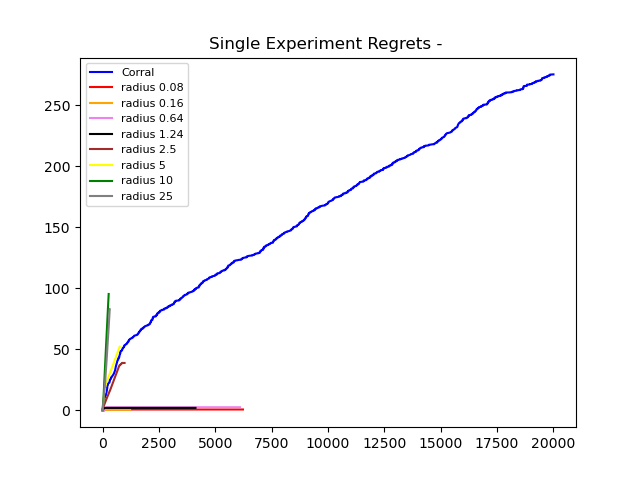 Single Experiment Regrets -
Corral
radius 0.08
radius 0.16
radius 0.64
radius 1.24
radius 2.5
radius 5
radius 10
radius 25
250
200
150
100
50
0
0 2500 5000 7500 10000 12500 15000 17500 20000